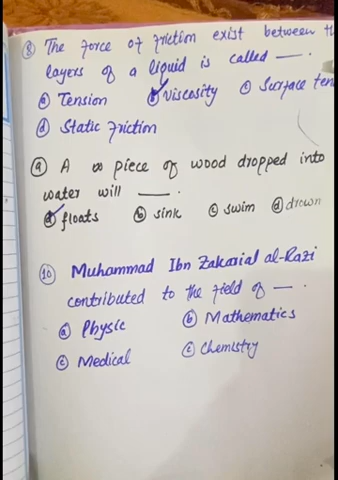 ⑧ The force of friction exist between th
layers of a liquid is called —.
ⓐ Tension ⓑ Viscosity ⓒ Surface ten
ⓓ Static friction
⑨ A piece of wood dropped into
water will —.
ⓐ floats ⓑ sink ⓒ swim ⓓ drown
⑩ Muhammad Ibn Zakarial al-Razi
contributed to the field of —.
ⓐ Physic ⓑ Mathematics
ⓒ Medical ⓒ Chemistry